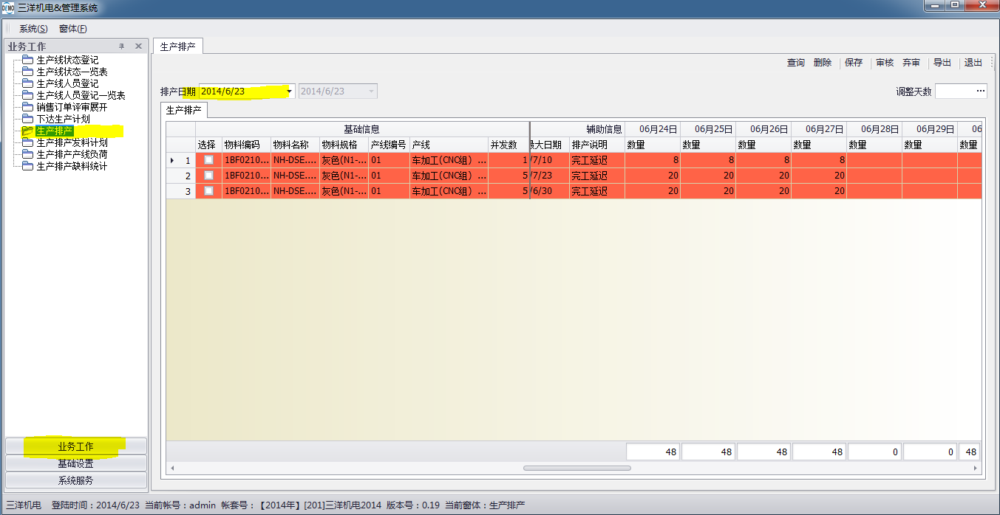 DEMO 三洋机电&管理系统
系统(S) 窗体(F)
业务工作
生产线状态登记
生产线状态一览表
生产线人员登记
生产线人员登记一览表
销售订单评审展开
下达生产计划
生产排产
生产排产发料计划
生产排产产线负荷
生产排产缺料统计
业务工作
基础设置
系统服务
生产排产
查询 删除 保存 审核 弃审 导出 退出
排产日期 2014/6/23 2014/6/23 调整天数 ...
生产排产
基础信息 辅助信息 06月24日 06月25日 06月26日 06月27日 06月28日 06月29日 06
选择 物料编码 物料名称 物料规格 产线编号 产线 并发数 最大日期 排产说明 数量 数量 数量 数量 数量 数量 数量
1 1BF0210... NH-DSE.... 灰色(N1-... 01 车加工(CNC组) ... 1 /7/10 完工延迟 8 8 8 8
2 1BF0210... NH-DSE.... 灰色(N1-... 01 车加工(CNC组) ... 5 /7/23 完工延迟 20 20 20 20
3 1BF0210... NH-DSE.... 灰色(N1-... 01 车加工(CNC组) ... 5 /6/30 完工延迟 20 20 20 20
48 48 48 48 0 0 48
三洋机电 登陆时间：2014/6/23 当前帐号：admin 帐套号：【2014年】[201]三洋机电2014 版本号：0.19 当前窗体：生产排产